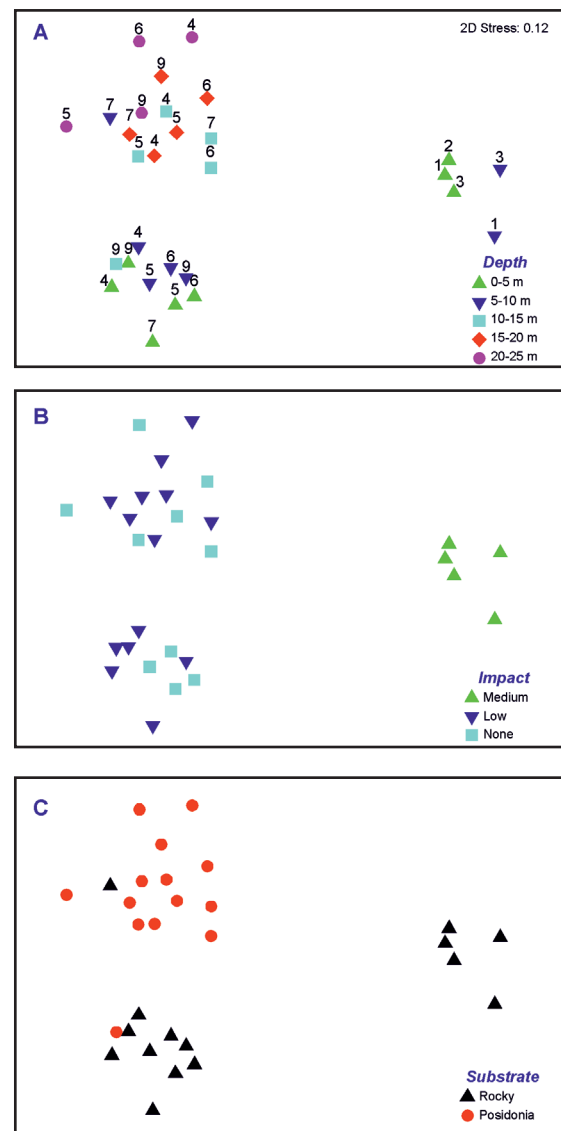 A
2D Stress: 0.12
6 4
9
6
5 7 9 4
7 5 7
5 4 6
2
1 3 3
1
4
9 9 6
4 5 9
5 6
7
Depth
0-5 m
5-10 m
10-15 m
15-20 m
20-25 m
B
Impact
Medium
Low
None
C
Substrate
Rocky
Posidonia